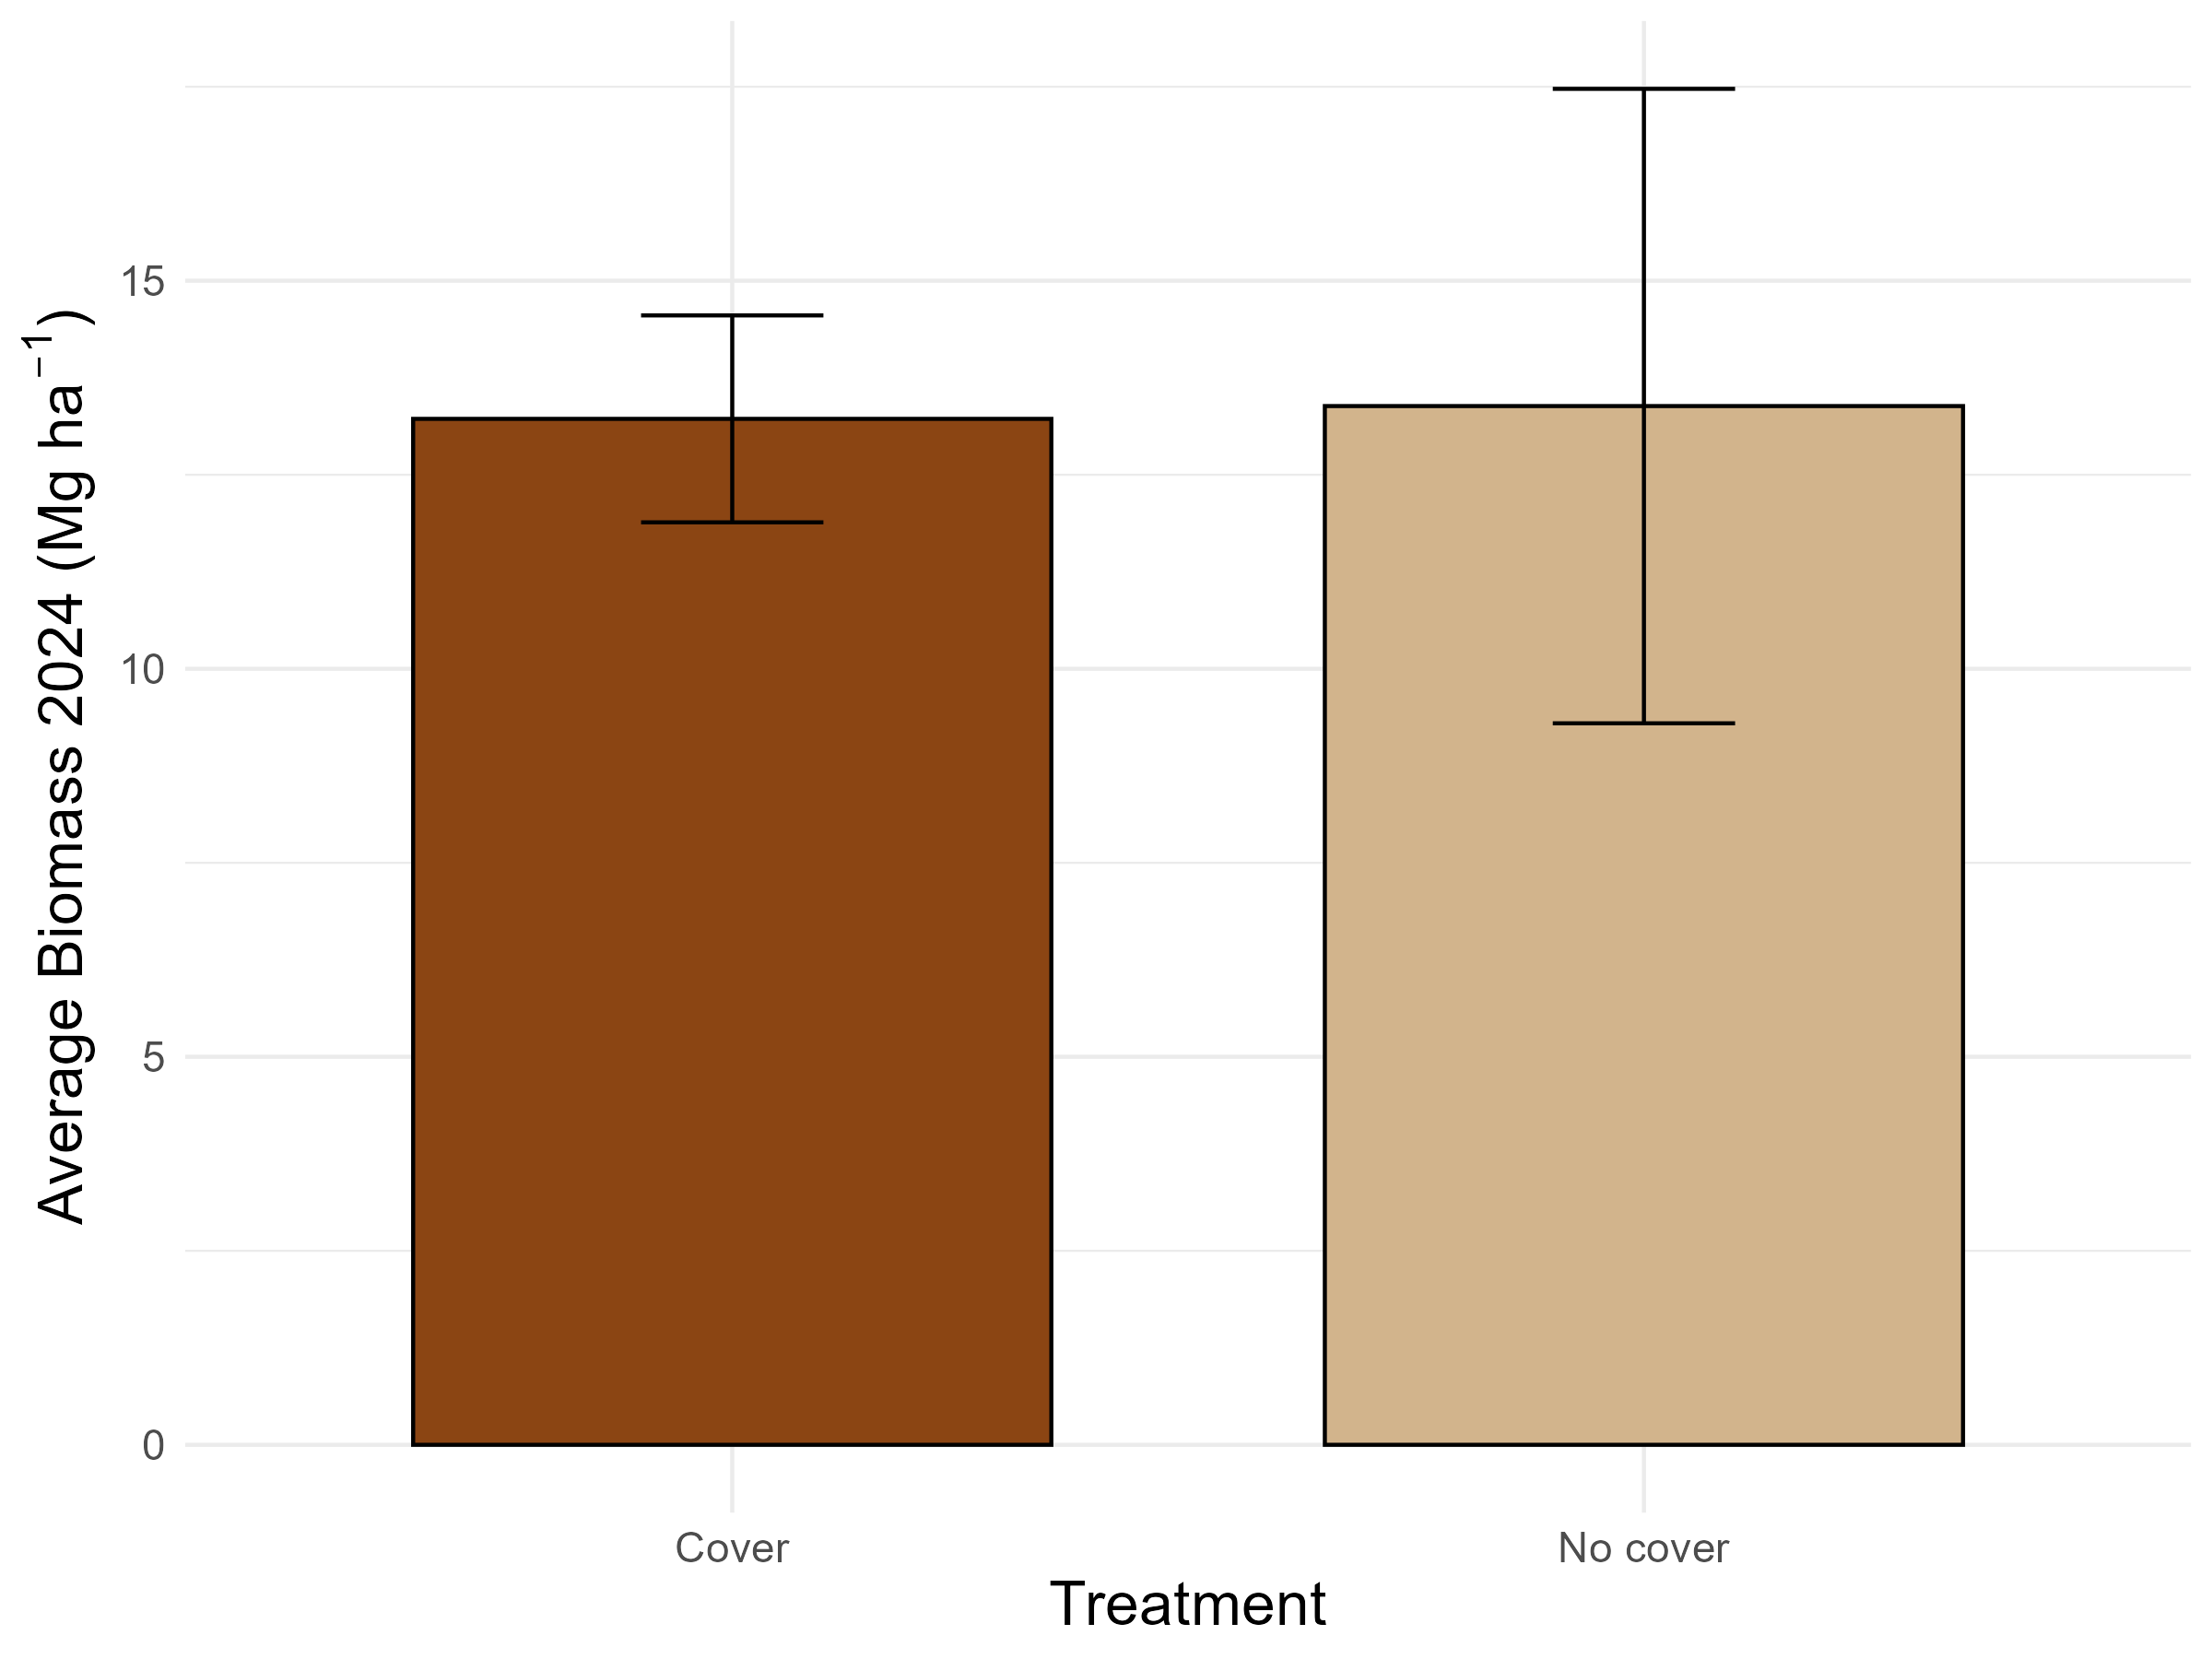 Average Biomass 2024 (Mg ha⁻¹)
15
10
5
0
Cover
No cover
Treatment